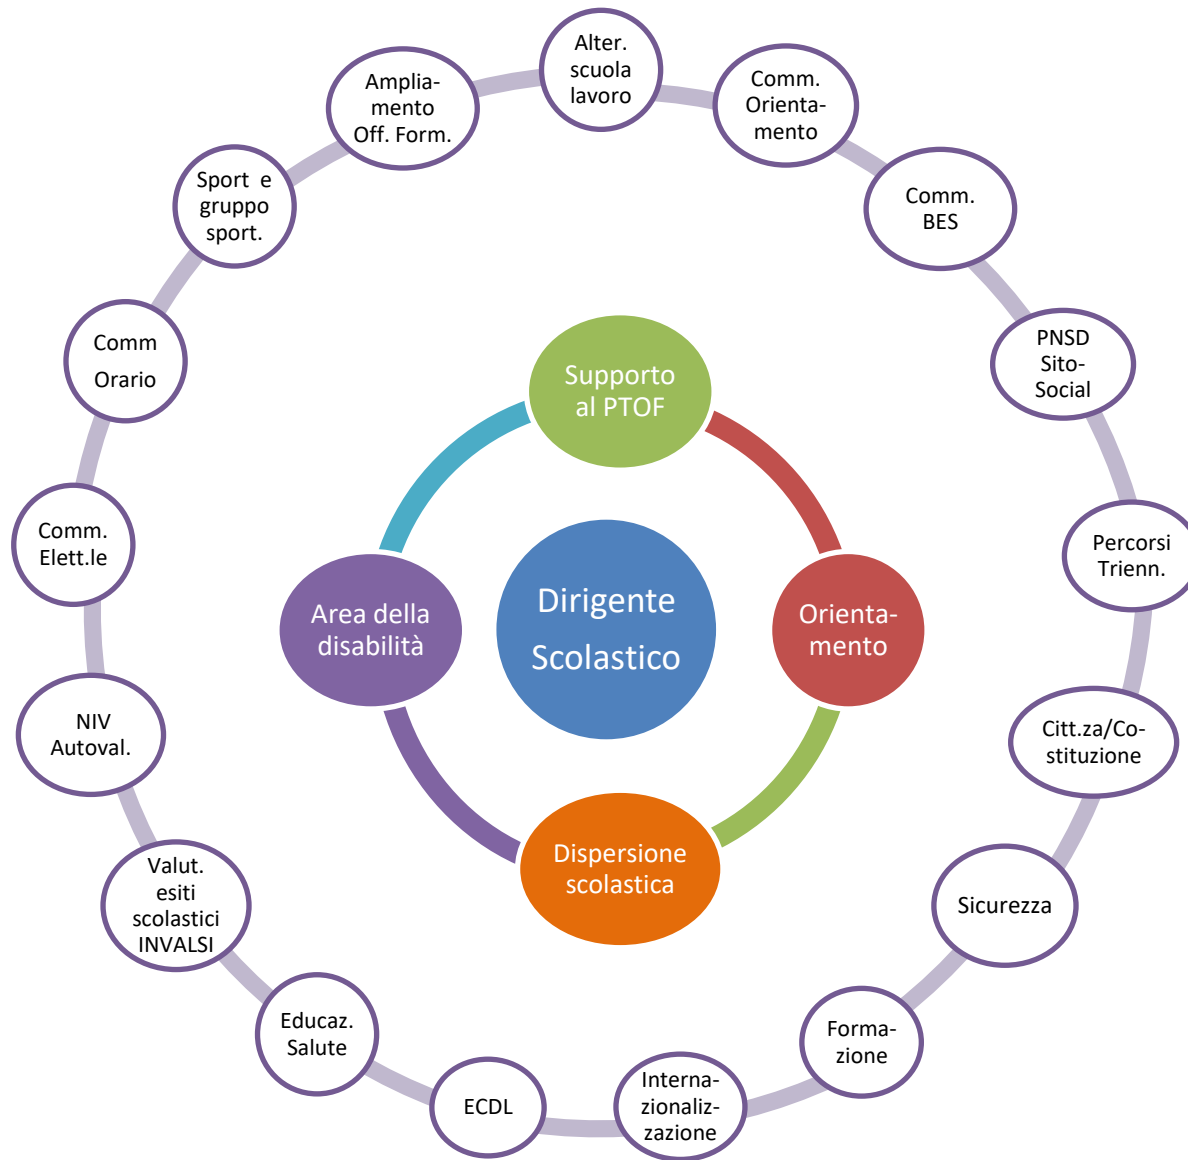 Alter.
scuola
lavoro
Comm.
Orienta-
mento
Comm.
BES
PNSD
Sito-
Social
Percorsi
Trienn.
Citt.za/Co-
stituzione
Sicurezza
Forma-
zione
Interna-
zionaliz-
zazione
ECDL
Educaz.
Salute
Valut.
esiti
scolastici
INVALSI
NIV
Autoval.
Comm.
Elett.le
Comm
Orario
Sport e
gruppo
sport.
Amplia-
mento
Off. Form.
Supporto
al PTOF
Orienta-
mento
Dispersione
scolastica
Area della
disabilità
Dirigente
Scolastico